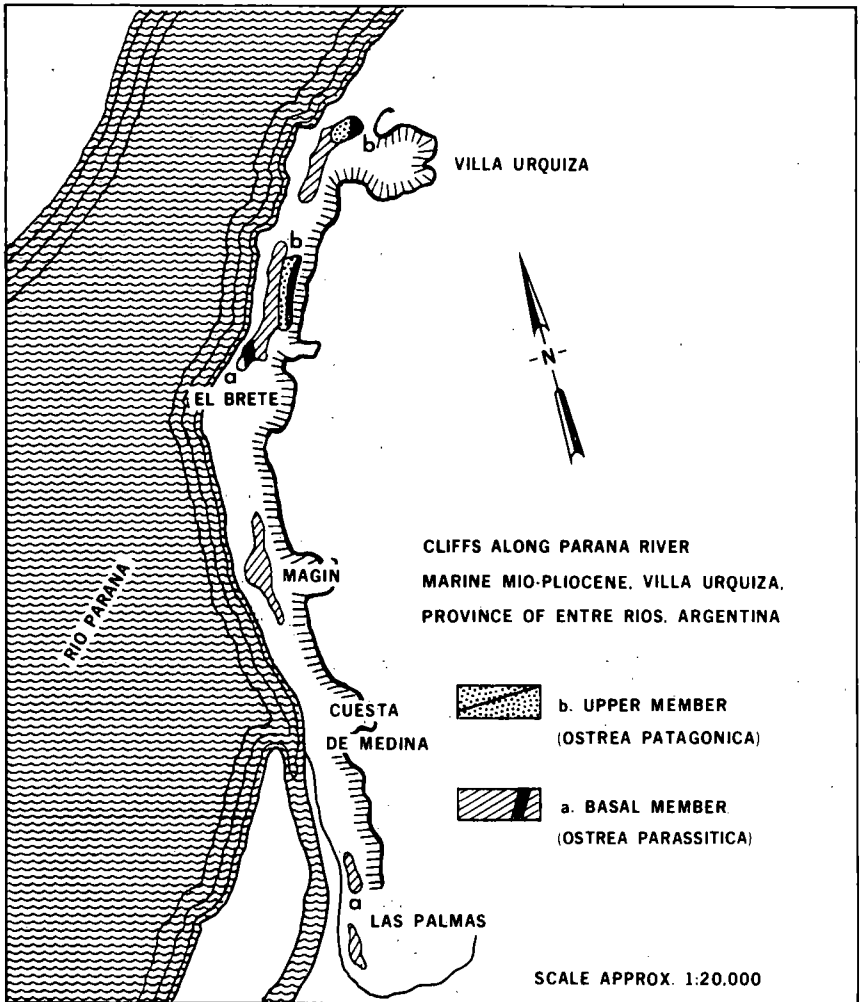 b
VILLA URQUIZA
b
-N-
a
EL BRETE
CLIFFS ALONG PARANA RIVER
MARINE MIO-PLIOCENE, VILLA URQUIZA,
PROVINCE OF ENTRE RIOS. ARGENTINA
MAGIN
RIO PARANA
b. UPPER MEMBER
(OSTREA PATAGONICA)
CUESTA
DE MEDINA
a. BASAL MEMBER
(OSTREA PARASSITICA)
a
LAS PALMAS
SCALE APPROX. 1:20.000